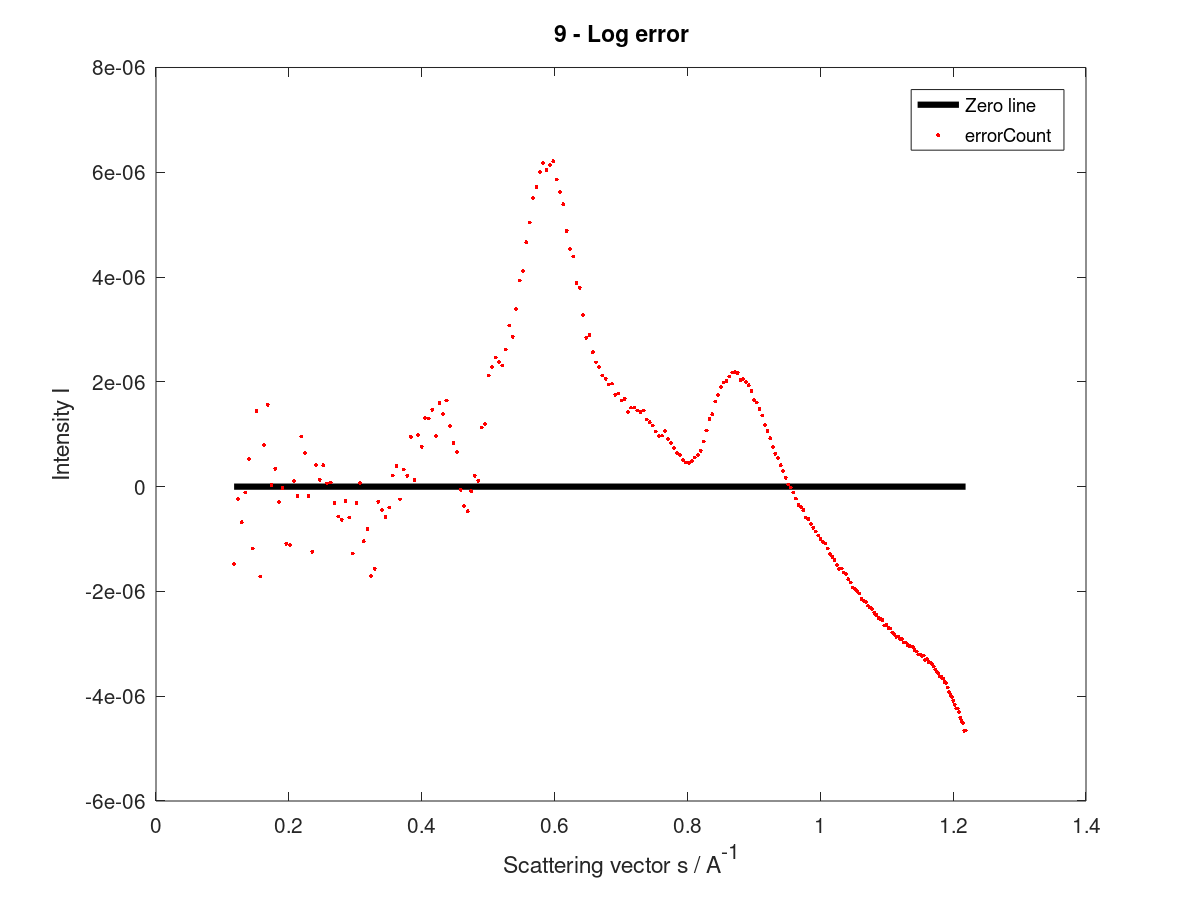 9 - Log error
8e-06
6e-06
4e-06
2e-06
0
-2e-06
-4e-06
-6e-06
Intensity I
Zero line
errorCount
0 0.2 0.4 0.6 0.8 1 1.2 1.4
Scattering vector s / A-1